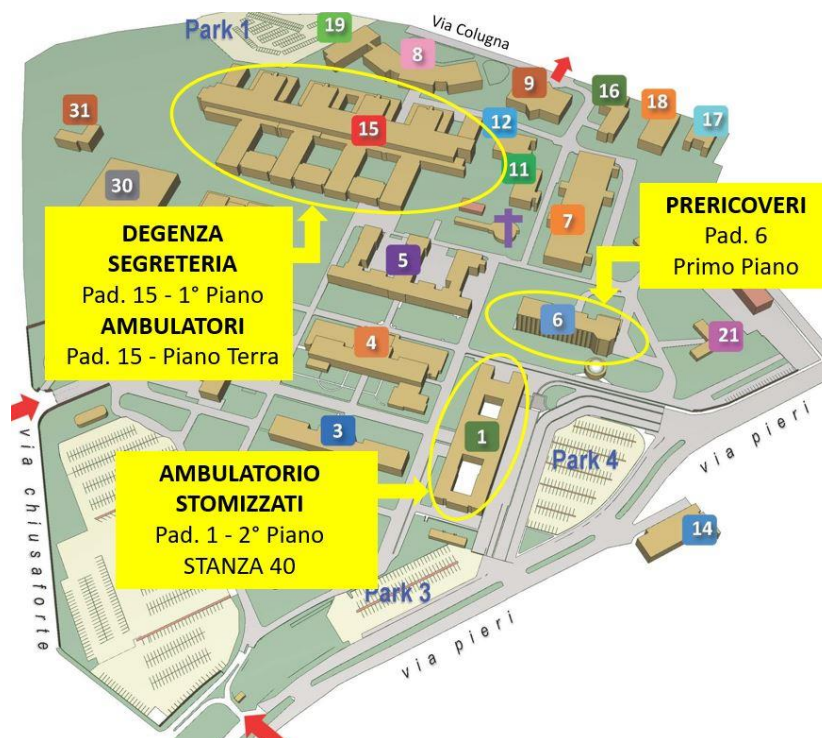 Park 1
19
Via Colugna
8
9
16
18
17
31
15
12
11
30
7
DEGENZA
SEGRETERIA
Pad. 15 - 1° Piano
AMBULATORI
Pad. 15 - Piano Terra
PRERICOVERI
Pad. 6
Primo Piano
5
6
21
4
3
1
AMBULATORIO
STOMIZZATI
Pad. 1 - 2° Piano
STANZA 40
Park 4
via pieri
14
Park 3
via pieri
via chiusaforte